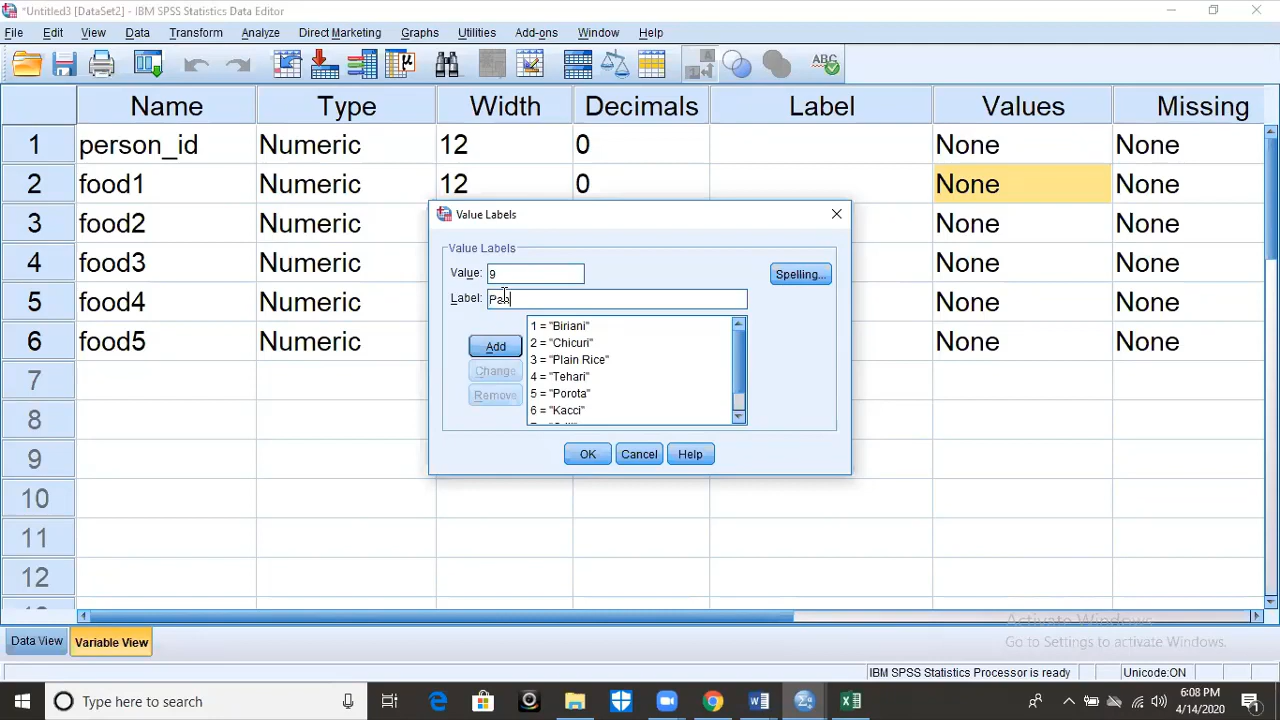 *Untitled3 [DataSet2] - IBM SPSS Statistics Data Editor
File Edit View Data Transform Analyze Direct Marketing Graphs Utilities Add-ons Window Help
Name Type Width Decimals Label Values Missing
1 person_id Numeric 12 0 None None
2 food1 Numeric 12 0 None None
3 food2 Numeric None None
4 food3 Numeric None None
5 food4 Numeric None None
6 food5 Numeric None None
7
8
9
10
11
12
Value Labels
Value Labels
Value: 9
Spelling...
Label:
1 = "Biriani"
2 = "Chicuri"
3 = "Plain Rice"
4 = "Tehari"
5 = "Porota"
6 = "Kacci"
Add
Change
Remove
OK Cancel Help
Activate Windows
Go to Settings to activate Windows.
Data View Variable View
IBM SPSS Statistics Processor is ready Unicode:ON
Type here to search
6:08 PM
4/14/2020